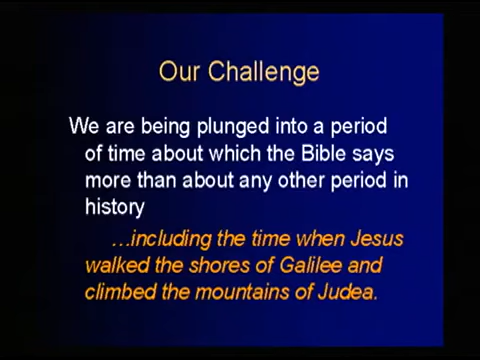 Our Challenge
We are being plunged into a period
of time about which the Bible says
more than about any other period in
history
…including the time when Jesus
walked the shores of Galilee and
climbed the mountains of Judea.